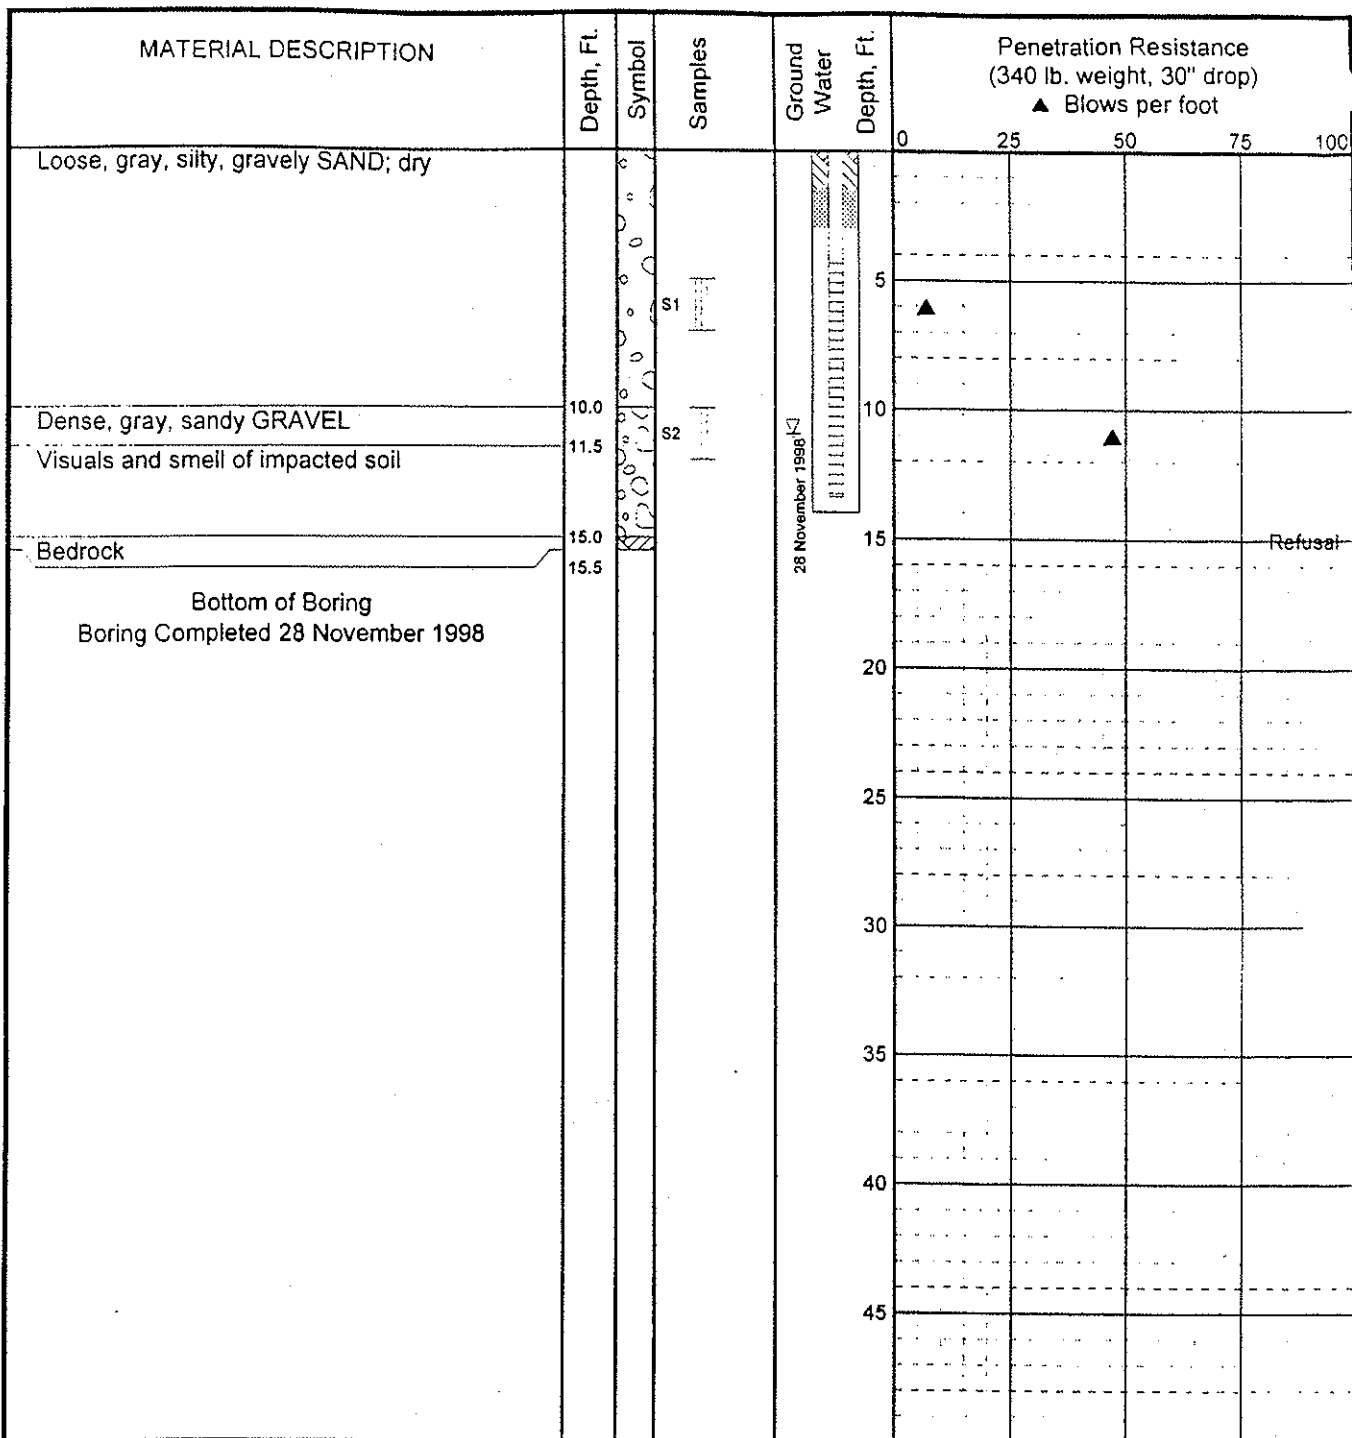 MATERIAL DESCRIPTION
Depth, Ft.
Symbol
Samples
Ground
Water
Depth, Ft.
Penetration Resistance
(340 lb. weight, 30" drop)
▲ Blows per foot
0 25 50 75 100
Loose, gray, silty, gravely SAND; dry
5
S1
10.0
10
Dense, gray, sandy GRAVEL
S2
11.5
Visuals and smell of impacted soil
28 November 1998
15.0
15
Refusal
Bedrock
15.5
Bottom of Boring
Boring Completed 28 November 1998
20
25
30
35
40
45